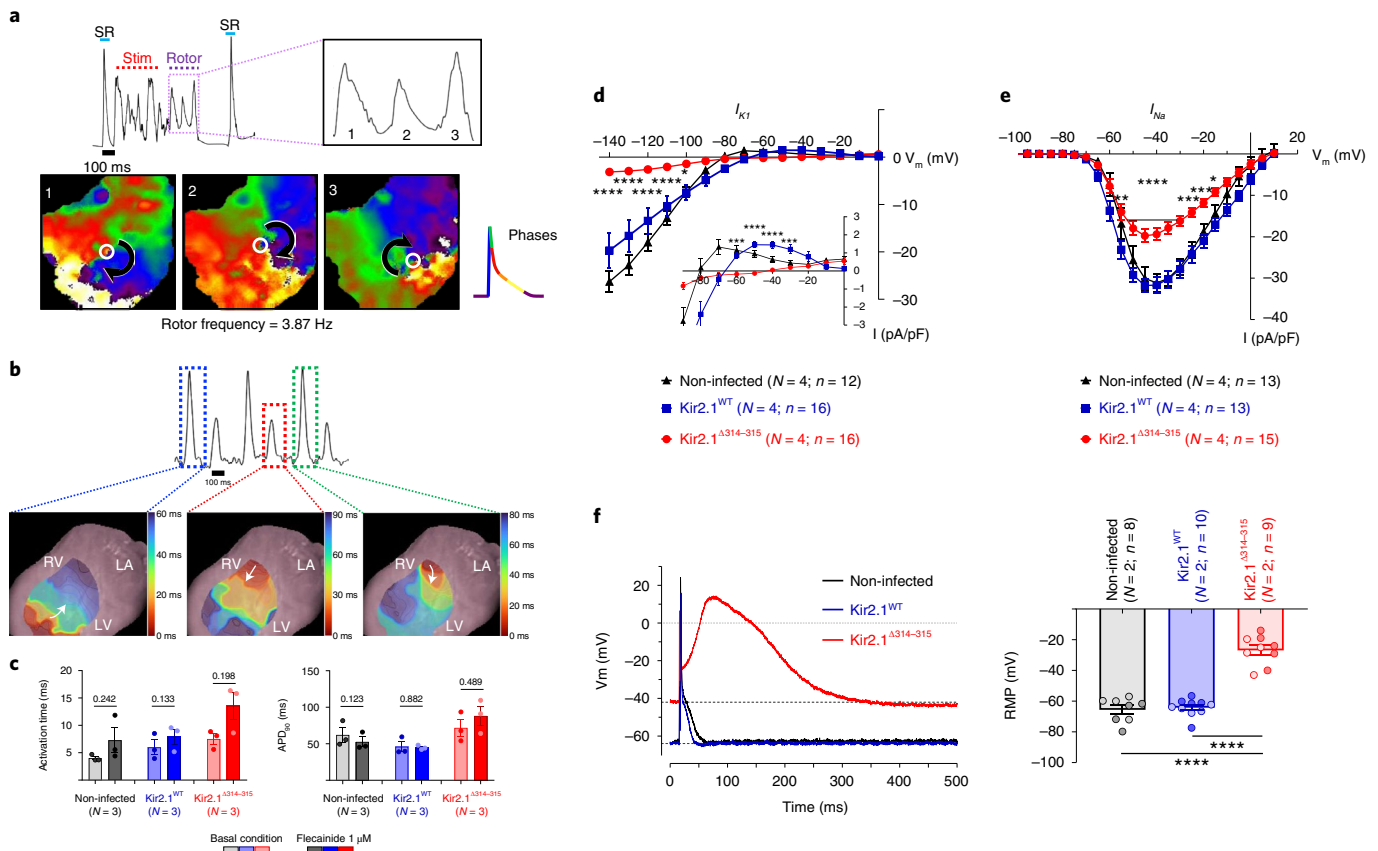 a
SR
SR
Stim
Rotor
1
2
3
100 ms
1
2
3
Phases
Rotor frequency = 3.87 Hz
b
100 ms
60 ms
40 ms
20 ms
0 ms
RV
LA
LV
90 ms
60 ms
30 ms
0 ms
RV
LA
LV
80 ms
60 ms
40 ms
20 ms
0 ms
RV
LA
LV
c
Activation time (ms)
20
15
10
5
0.242
0.133
0.198
Non-infected
(N = 3)
Kir2.1WT
(N = 3)
Kir2.1Δ314–315
(N = 3)
APD90 (ms)
150
100
50
0.123
0.882
0.489
Non-infected
(N = 3)
Kir2.1WT
(N = 3)
Kir2.1Δ314–315
(N = 3)
Basal condition
Flecainide 1 μM
d
IK1
−140 −120 −100 −80 −60 −40 −20
0 Vm (mV)
−10
−20
−30
I (pA/pF)
**** **** *
**** ****
3
2
1
0
−1
−2
−3
−80 −60 −40 −20
****
*** **** ***
Non-infected (N = 4; n = 12)
Kir2.1WT (N = 4; n = 16)
Kir2.1Δ314–315 (N = 4; n = 16)
e
INa
−100 −80 −60 −40 −20 20
Vm (mV)
−10
−20
−30
−40
I (pA/pF)
**
****
***
***
*
Non-infected (N = 4; n = 13)
Kir2.1WT (N = 4; n = 13)
Kir2.1Δ314–315 (N = 4; n = 15)
f
Vm (mV)
20
0
−20
−40
−60
0 100 200 300 400 500
Time (ms)
Non-infected
Kir2.1WT
Kir2.1Δ314–315
Non-infected
(N = 2; n = 8)
Kir2.1WT
(N = 2; n = 10)
Kir2.1Δ314–315
(N = 2; n = 9)
RMP (mV)
−20
−40
−60
−80
−100
****
****